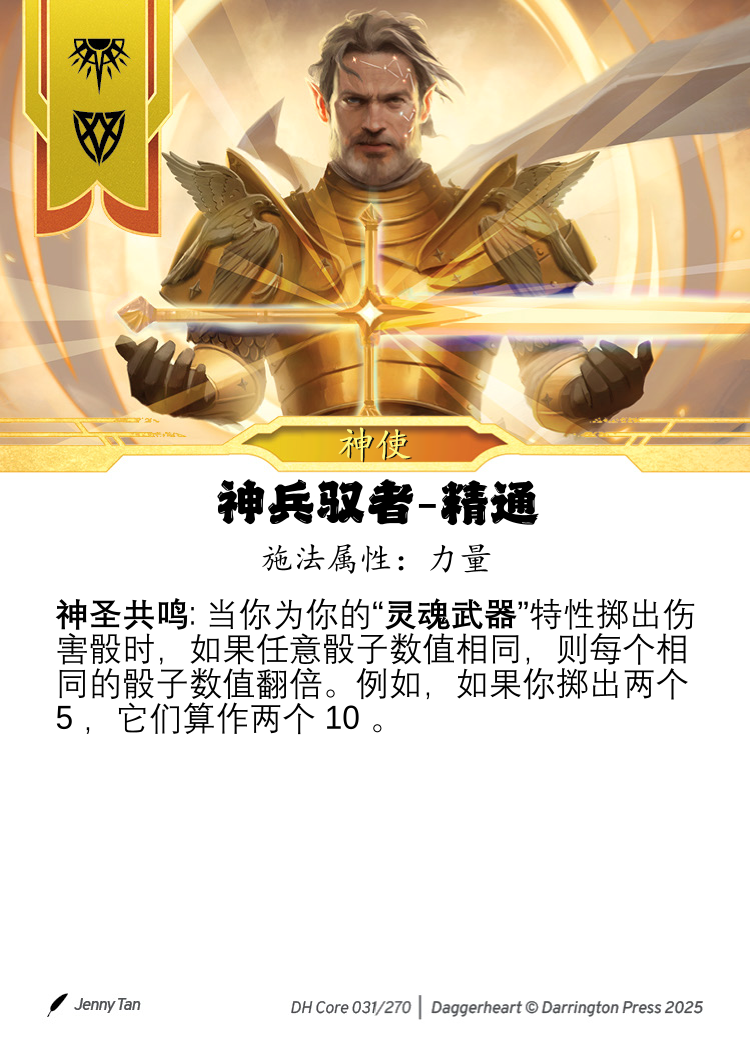 神使
神兵驭者-精通
施法属性：力量
神圣共鸣: 当你为你的“灵魂武器”特性掷出伤
害骰时，如果任意骰子数值相同，则每个相
同的骰子数值翻倍。例如，如果你掷出两个
5 ，它们算作两个 10 。
Jenny Tan
DH Core 031/270 | Daggerheart © Darrington Press 2025